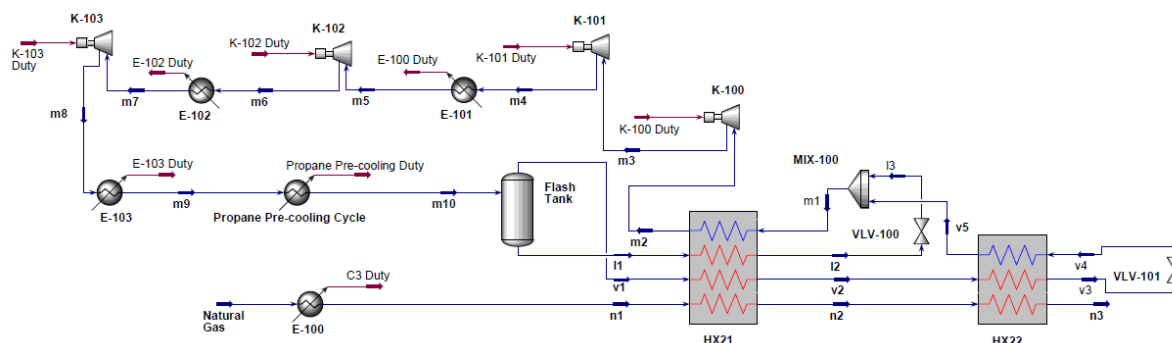 K-103
K-103
Duty
E-102 Duty
K-102 Duty
K-102
E-100 Duty
K-101 Duty
K-101
m8
m7
E-102
m6
m5
E-101
m4
K-100
K-100 Duty
m3
E-103 Duty
Propane Pre-cooling Duty
E-103
m9
Propane Pre-cooling Cycle
m10
Flash
Tank
MIX-100
l3
m1
VLV-100
v5
m2
l1
l2
v4
v1
v2
v3
VLV-101
C3 Duty
Natural
Gas
E-100
n1
n2
n3
HX21
HX22